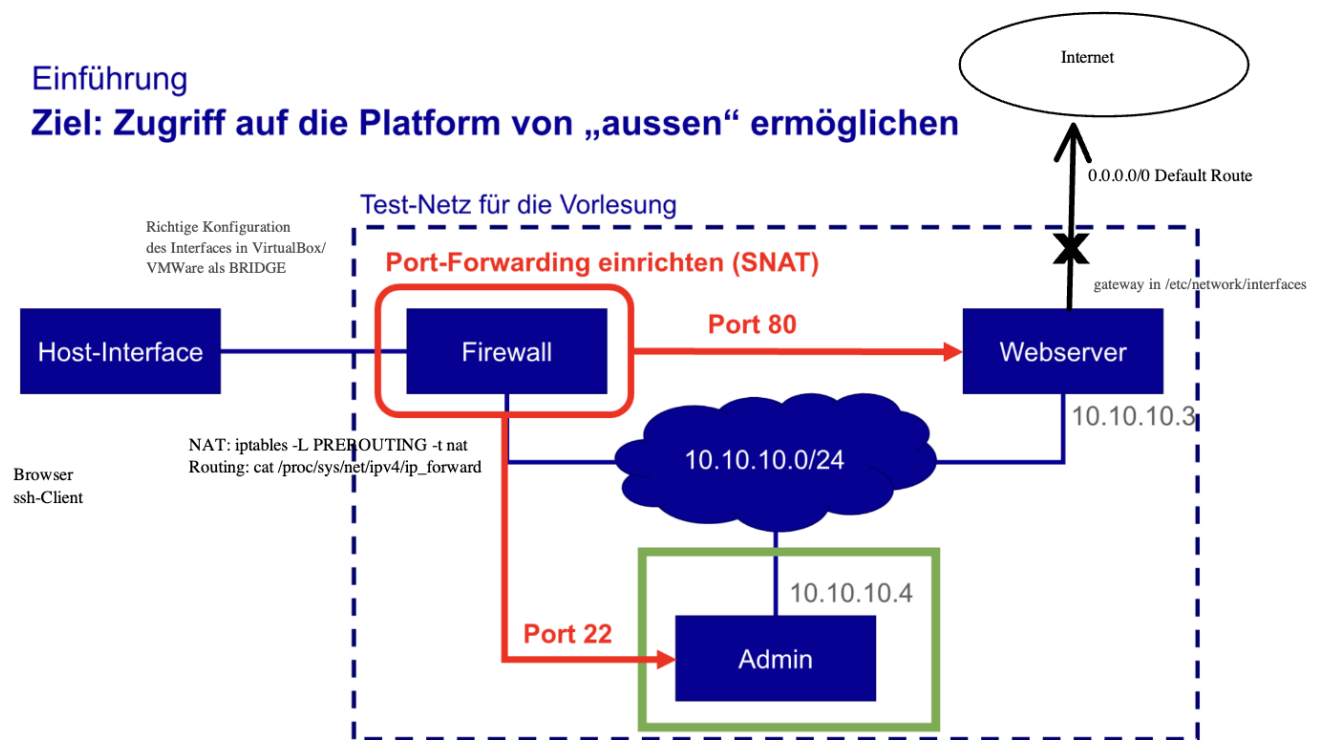 Einführung
Ziel: Zugriff auf die Platform von „aussen“ ermöglichen
Internet
0.0.0.0/0 Default Route
Test-Netz für die Vorlesung
Richtige Konfiguration
des Interfaces in VirtualBox/
VMWare als BRIDGE
Port-Forwarding einrichten (SNAT)
gateway in /etc/network/interfaces
Host-Interface
Firewall
Port 80
Webserver
10.10.10.3
NAT: iptables -L PREROUTING -t nat
Routing: cat /proc/sys/net/ipv4/ip_forward
10.10.10.0/24
Browser
ssh-Client
10.10.10.4
Port 22
Admin